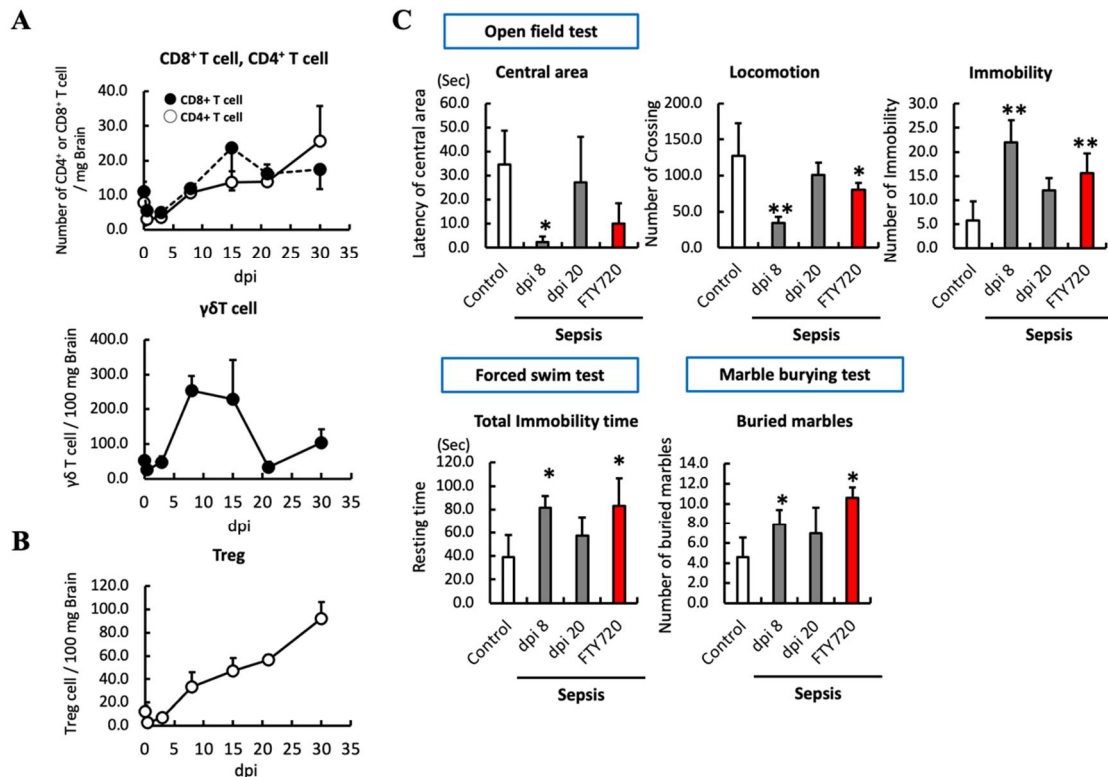 A
CD8⁺ T cell, CD4⁺ T cell
Number of CD4⁺ or CD8⁺ T cell
/ mg Brain
40.0
30.0
20.0
10.0
0.0
CD8+ T cell
CD4+ T cell
0 5 10 15 20 25 30 35
dpi
γδT cell
γδ T cell / 100 mg Brain
400.0
300.0
200.0
100.0
0.0
0 5 10 15 20 25 30 35
dpi
B
Treg
Treg cell / 100 mg Brain
120.0
100.0
80.0
60.0
40.0
20.0
0.0
0 5 10 15 20 25 30 35
dpi
C
Open field test
Central area
(Sec)
Latency of central area
60.0
50.0
40.0
30.0
20.0
10.0
0.0
*
Control
dpi 8
dpi 20
FTY720
Sepsis
Locomotion
Number of Crossing
200.0
150.0
100.0
50.0
0.0
**
*
Control
dpi 8
dpi 20
FTY720
Sepsis
Immobility
Number of Immobility
30.0
25.0
20.0
15.0
10.0
5.0
0.0
**
**
Control
dpi 8
dpi 20
FTY720
Sepsis
Forced swim test
Total Immobility time
(Sec)
Resting time
120.0
100.0
80.0
60.0
40.0
20.0
0.0
*
*
Control
dpi 8
dpi 20
FTY720
Sepsis
Marble burying test
Buried marbles
Number of buried marbles
14.0
12.0
10.0
8.0
6.0
4.0
2.0
0.0
*
*
Control
dpi 8
dpi 20
FTY720
Sepsis